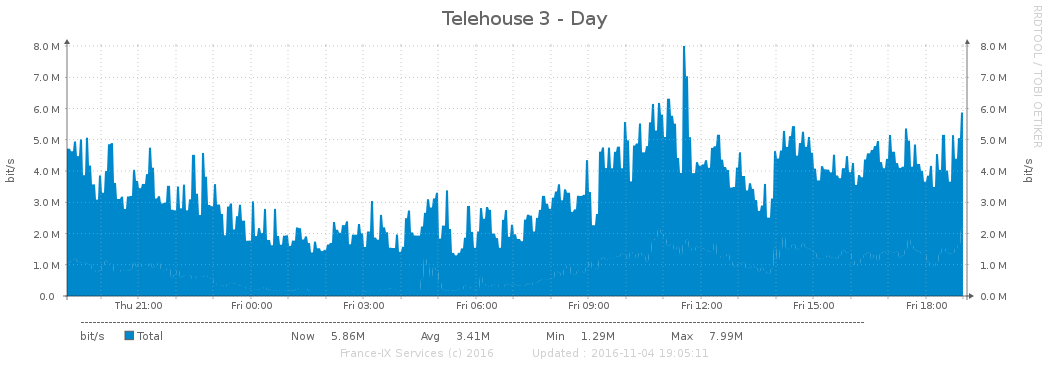 Telehouse 3 - Day
RRDTOOL / TOBI OETIKER
bit/s
8.0 M
7.0 M
6.0 M
5.0 M
4.0 M
3.0 M
2.0 M
1.0 M
0.0
8.0 M
7.0 M
6.0 M
5.0 M
4.0 M
3.0 M
2.0 M
1.0 M
0.0 M
bit/s
Thu 21:00 Fri 00:00 Fri 03:00 Fri 06:00 Fri 09:00 Fri 12:00 Fri 15:00 Fri 18:00
bit/s Total Now 5.86M Avg 3.41M Min 1.29M Max 7.99M
France-IX Services (c) 2016 Updated : 2016-11-04 19:05:11